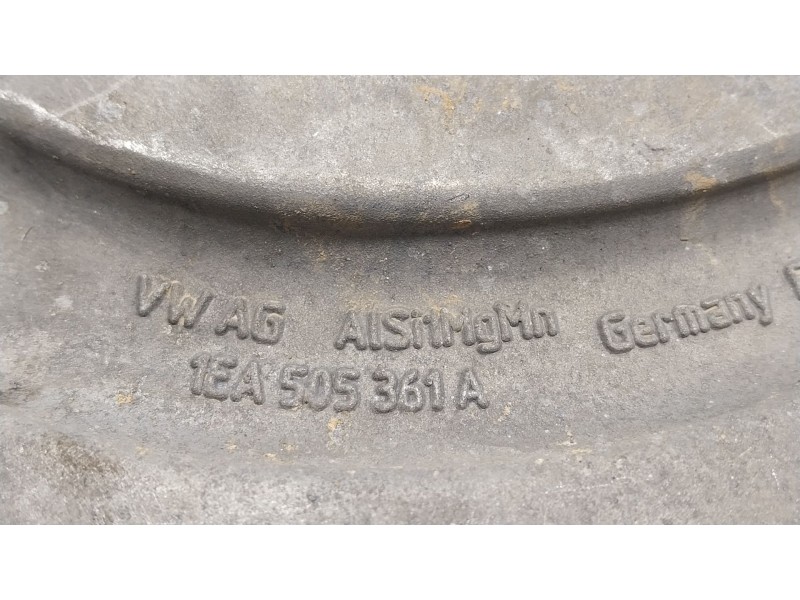 VW AG AlSi1MgMn Germany
1EA 505 361 A